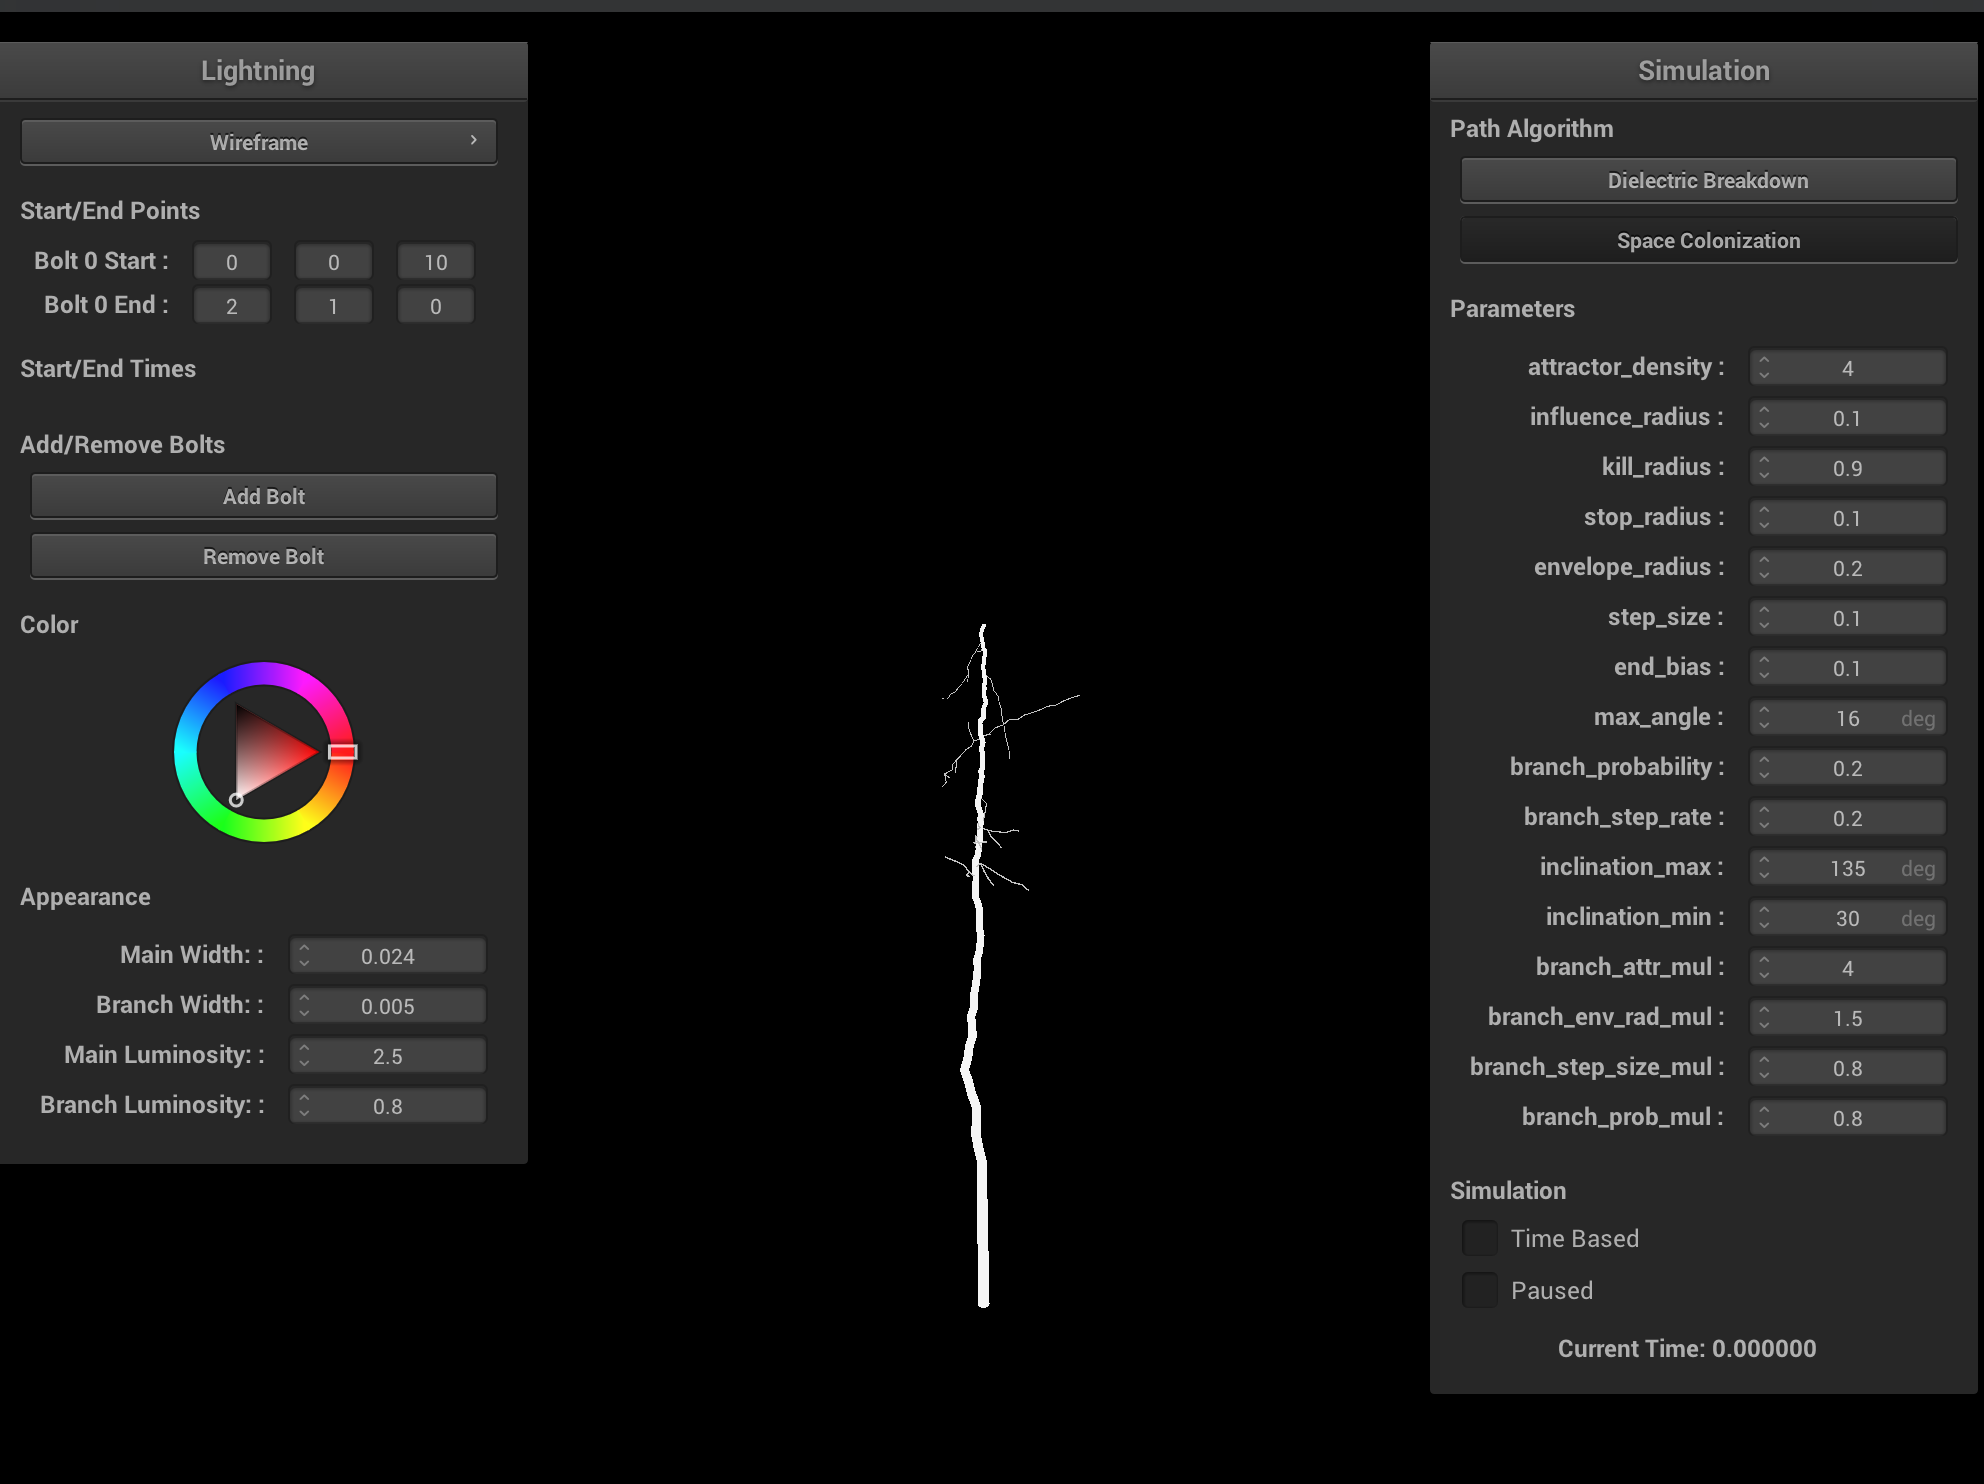 Lightning
Wireframe
Start/End Points
Bolt 0 Start : 0 0 10
Bolt 0 End : 2 1 0
Start/End Times
Add/Remove Bolts
Add Bolt
Remove Bolt
Color
Appearance
Main Width: : 0.024
Branch Width: : 0.005
Main Luminosity: : 2.5
Branch Luminosity: : 0.8
Simulation
Path Algorithm
Dielectric Breakdown
Space Colonization
Parameters
attractor_density : 4
influence_radius : 0.1
kill_radius : 0.9
stop_radius : 0.1
envelope_radius : 0.2
step_size : 0.1
end_bias : 0.1
max_angle : 16 deg
branch_probability : 0.2
branch_step_rate : 0.2
inclination_max : 135 deg
inclination_min : 30 deg
branch_attr_mul : 4
branch_env_rad_mul : 1.5
branch_step_size_mul : 0.8
branch_prob_mul : 0.8
Simulation
Time Based
Paused
Current Time: 0.000000